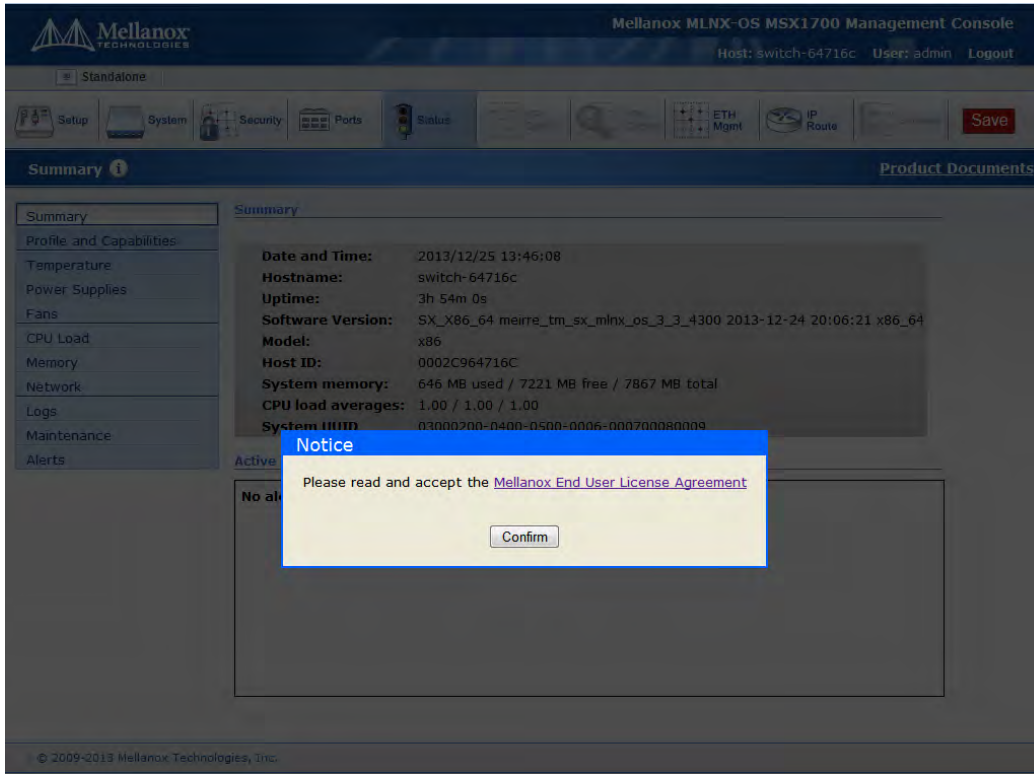 Mellanox
TECHNOLOGIES
Mellanox MLNX-OS MSX1700 Management Console
Host: switch-64716c User: admin Logout
Standalone
Setup
System
Security
Ports
Status
ETH Mgmt
IP Route
Save
Summary
Product Documents
Summary
Profile and Capabilities
Temperature
Power Supplies
Fans
CPU Load
Memory
Network
Logs
Maintenance
Alerts
Summary
Date and Time: 2013/12/25 13:46:08
Hostname: switch-64716c
Uptime: 3h 54m 0s
Software Version: SX_X86_64 meirre_tm_sx_mlnx_os_3_3_4300 2013-12-24 20:06:21 x86_64
Model: x86
Host ID: 0002C964716C
System memory: 646 MB used / 7221 MB free / 7867 MB total
CPU load averages: 1.00 / 1.00 / 1.00
System UUID 03000200-0400-0500-0006-000700080009
Active
No al
Notice
Please read and accept the Mellanox End User License Agreement
Confirm
© 2009-2013 Mellanox Technologies, Inc.